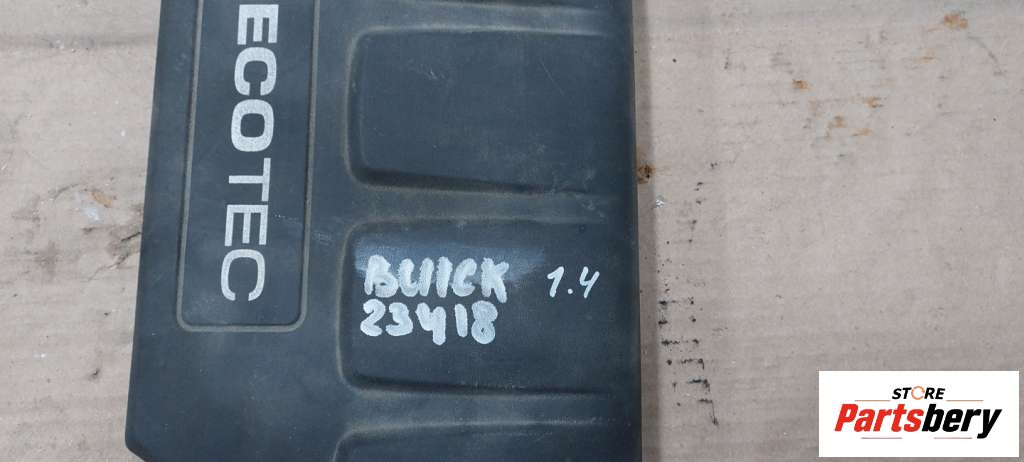 ECOTEC
BUICK 1.4
23418
STORE
Partsbery